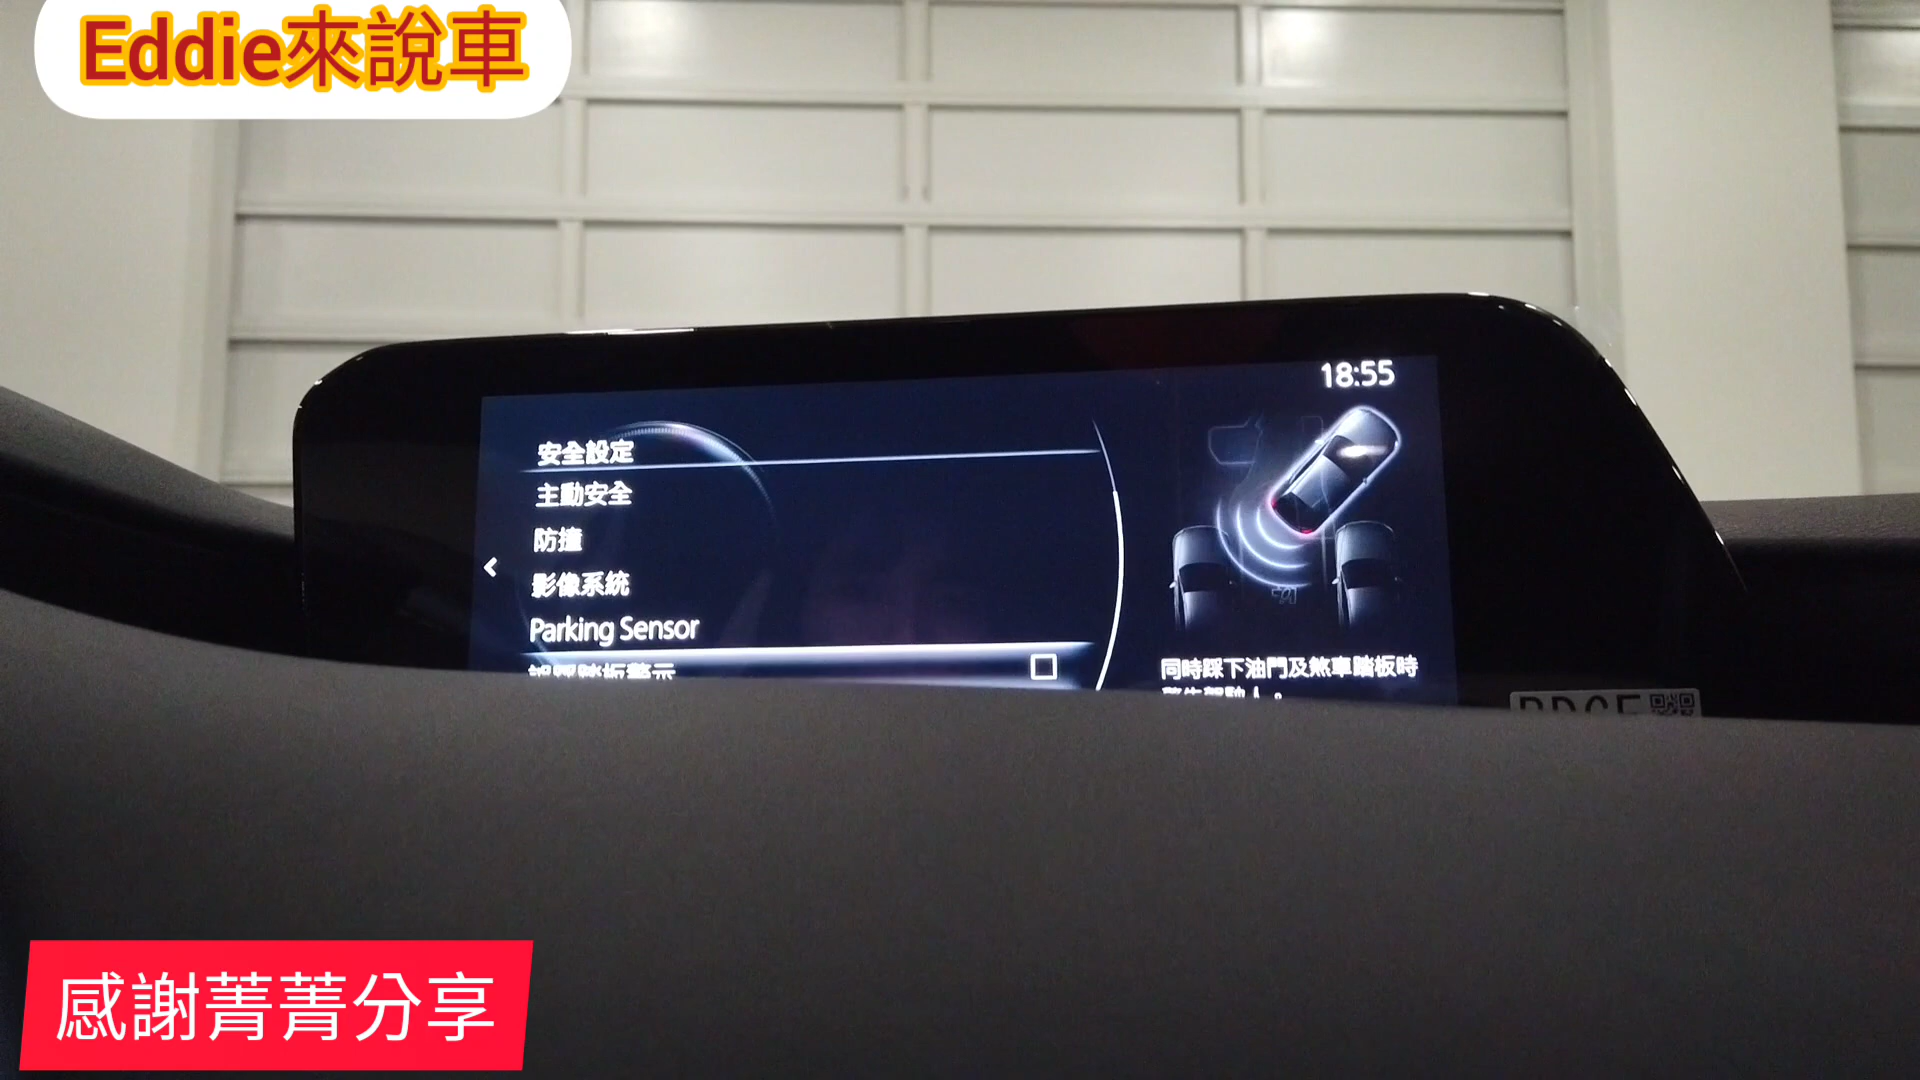 Eddie來說車
18:55
安全設定
主動安全
防撞
影像系統
Parking Sensor
同時踩下油門及煞車踏板時
感謝菁菁分享